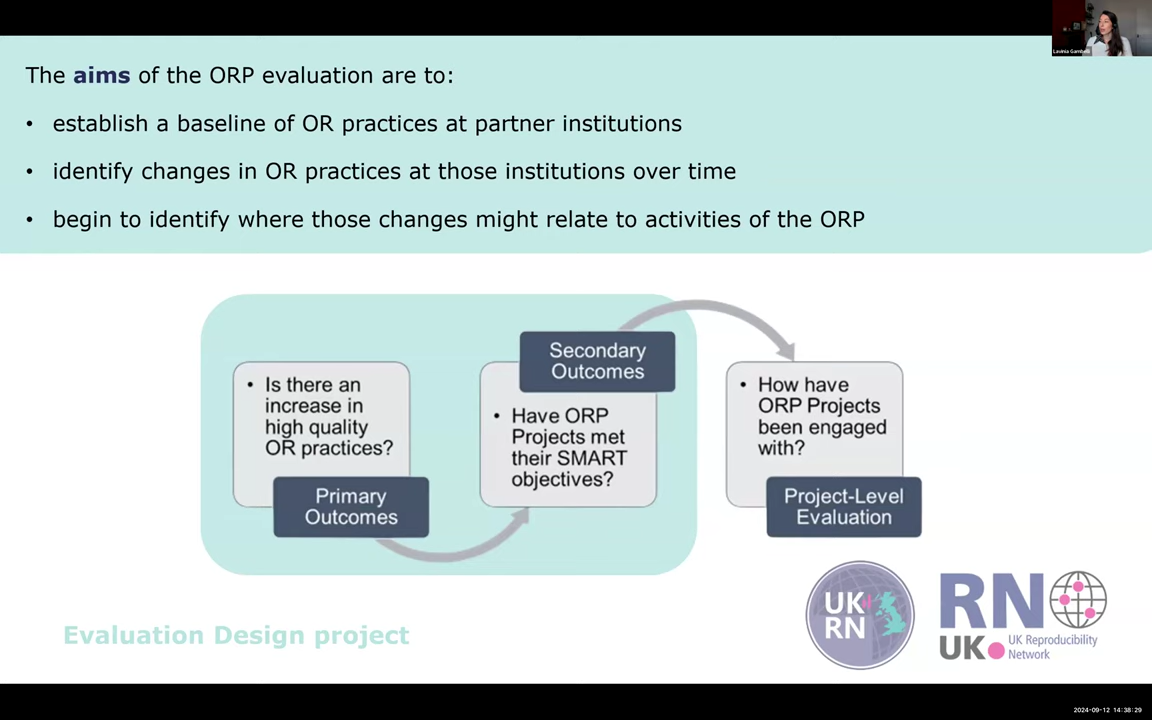 Lavinia Gambelli
The aims of the ORP evaluation are to:
• establish a baseline of OR practices at partner institutions
• identify changes in OR practices at those institutions over time
• begin to identify where those changes might relate to activities of the ORP
• Is there an
increase in
high quality
OR practices?
Primary
Outcomes
Secondary
Outcomes
• Have ORP
Projects met
their SMART
objectives?
• How have
ORP Projects
been engaged
with?
Project-Level
Evaluation
Evaluation Design project
UK
RN
RN
UK
UK Reproducibility
Network
2024-09-12 14:38:29